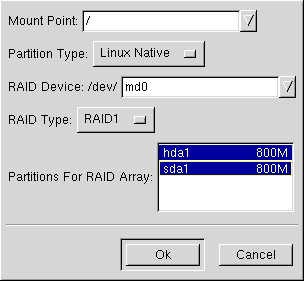 Mount Point: /
Partition Type: Linux Native
RAID Device: /dev/ md0
RAID Type: RAID1
Partitions For RAID Array:
hda1 800M
sda1 800M
Ok Cancel